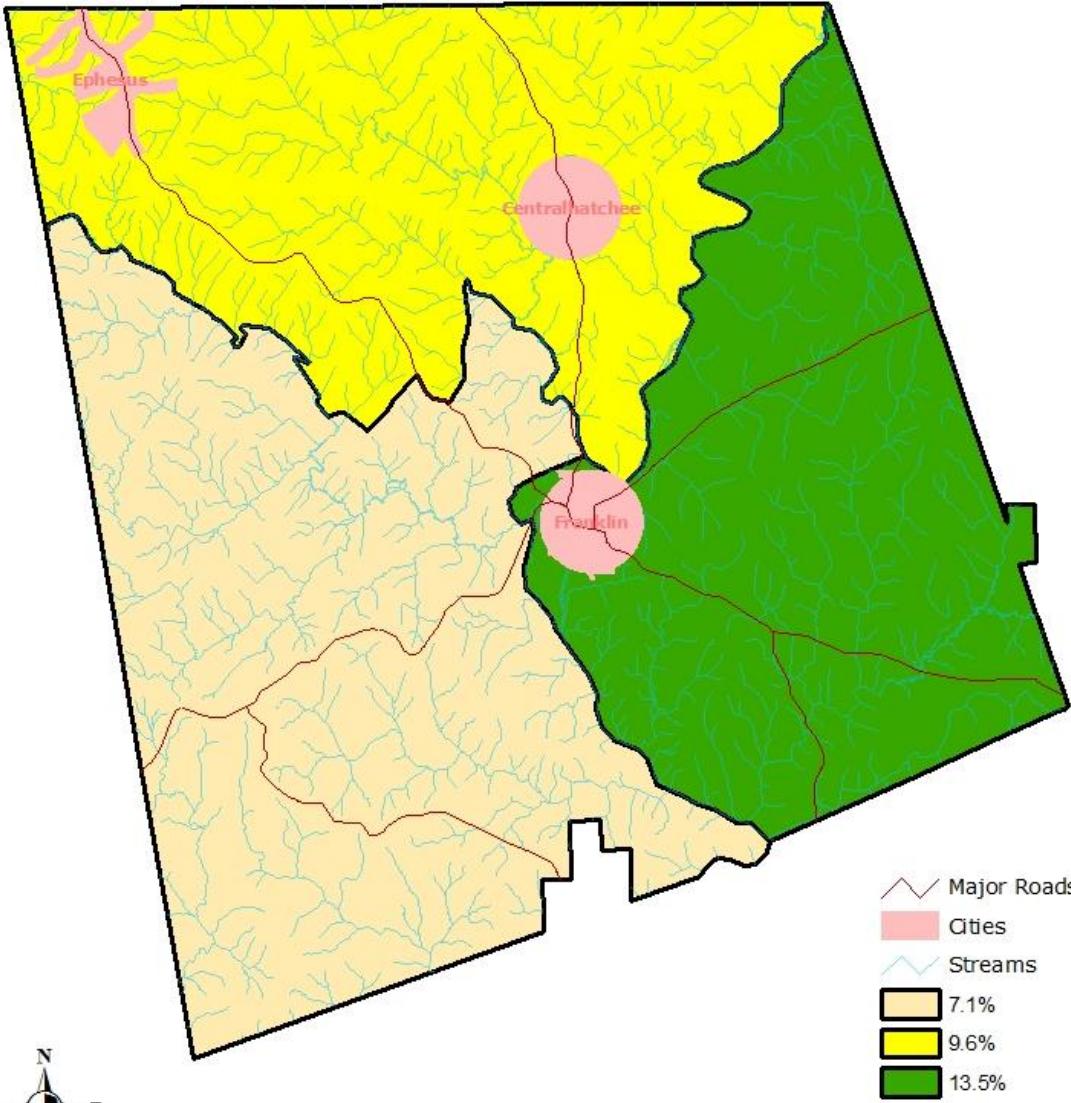 Ephesus
Centralhatchee
Franklin
Major Roads
Cities
Streams
7.1%
9.6%
13.5%
N